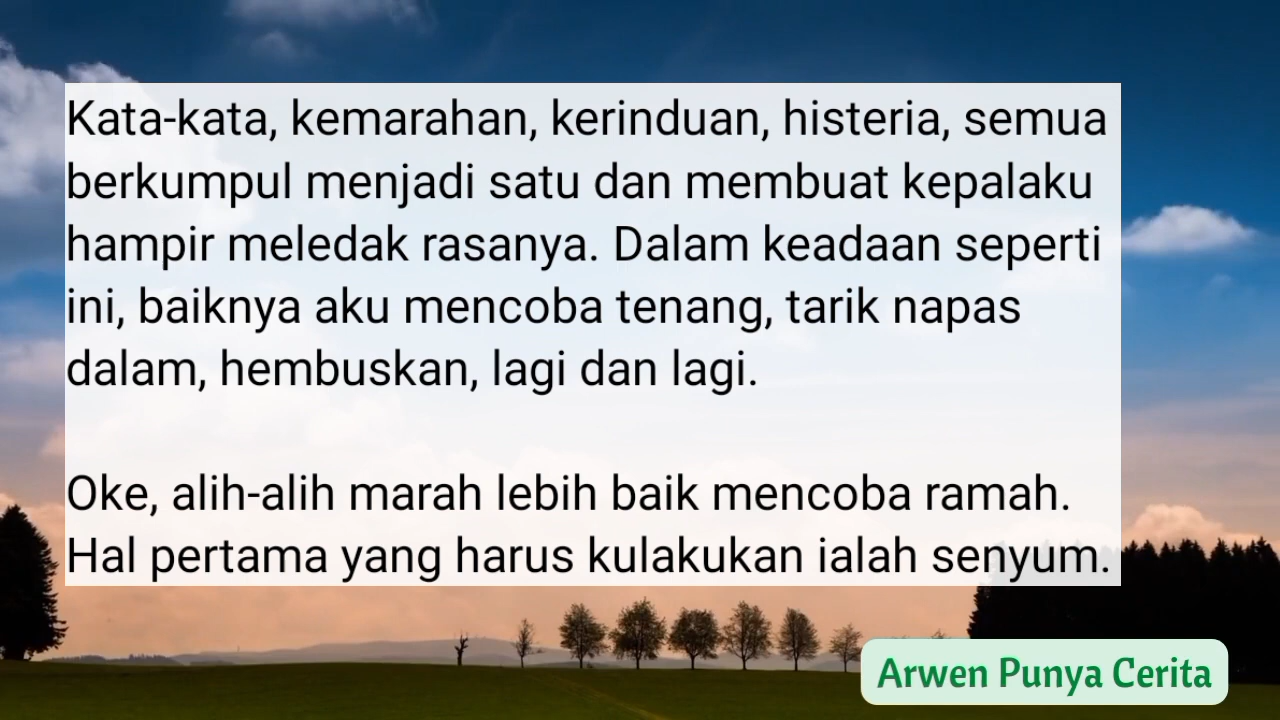 Kata-kata, kemarahan, kerinduan, histeria, semua
berkumpul menjadi satu dan membuat kepalaku
hampir meledak rasanya. Dalam keadaan seperti
ini, baiknya aku mencoba tenang, tarik napas
dalam, hembuskan, lagi dan lagi.
Oke, alih-alih marah lebih baik mencoba ramah.
Hal pertama yang harus kulakukan ialah senyum.
Arwen Punya Cerita